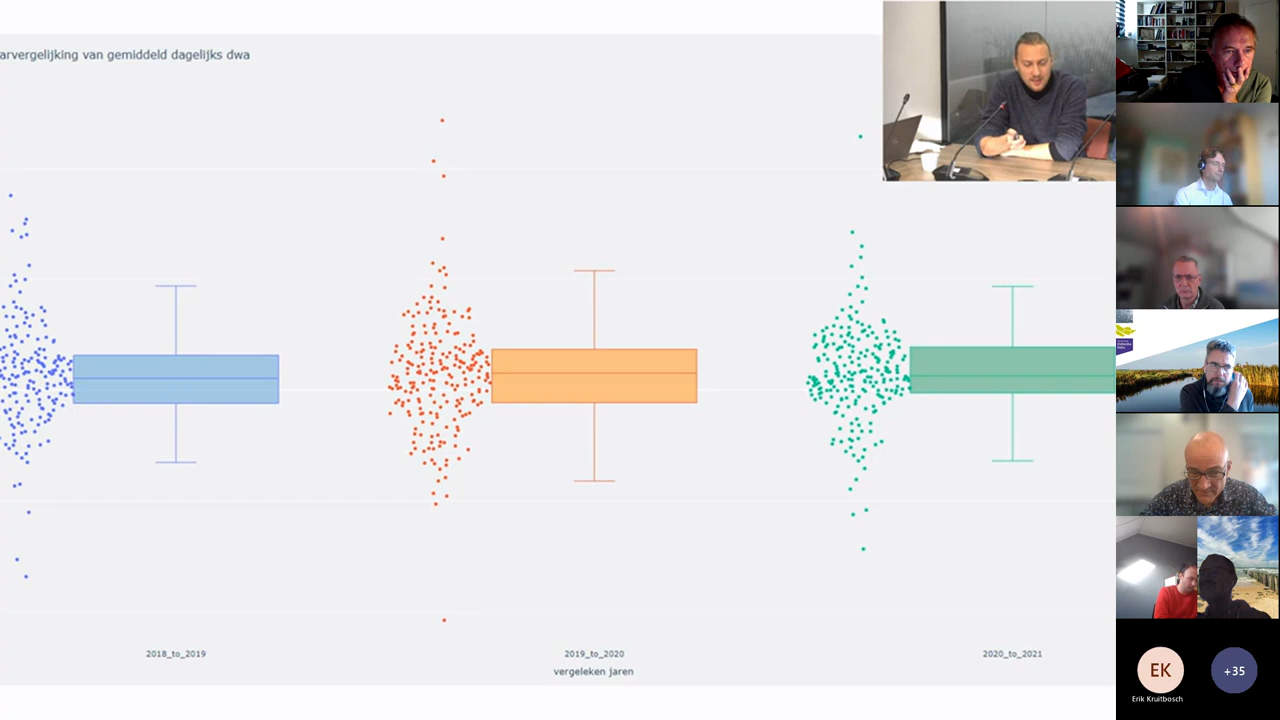 arvergelijking van gemiddeld dagelijks dwa
2018_to_2019
2019_to_2020
2020_to_2021
vergeleken jaren
EK
+35
Erik Kruitbosch